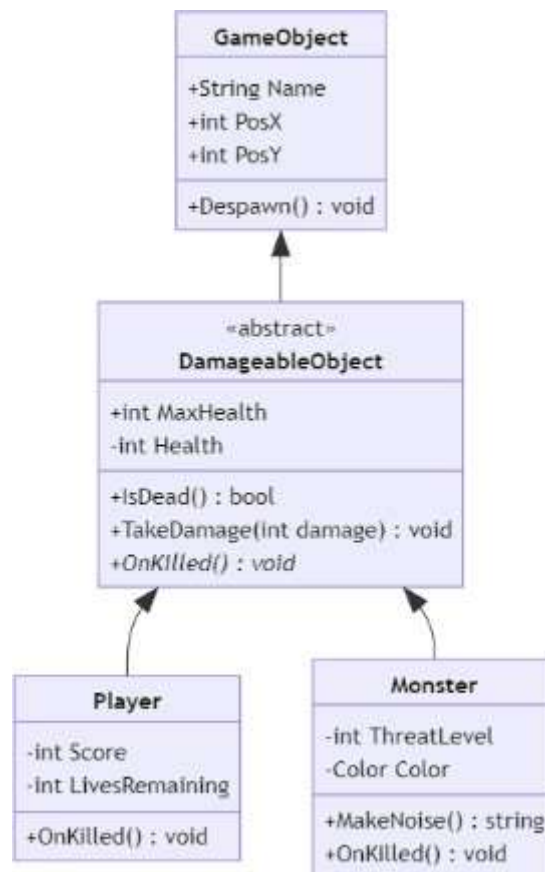 GameObject
+String Name
+int PosX
+int PosY
+Despawn() : void
«abstract»
DamageableObject
+int MaxHealth
-int Health
+IsDead() : bool
+TakeDamage(int damage) : void
+OnKilled() : void
Player
-int Score
-int LivesRemaining
+OnKilled() : void
Monster
-int ThreatLevel
-Color Color
+MakeNoise() : string
+OnKilled() : void